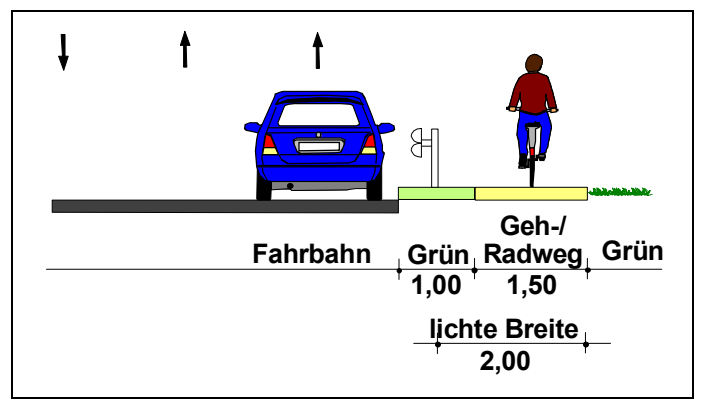 Geh-/
Fahrbahn Grün Radweg Grün
1,00 1,50
lichte Breite
2,00